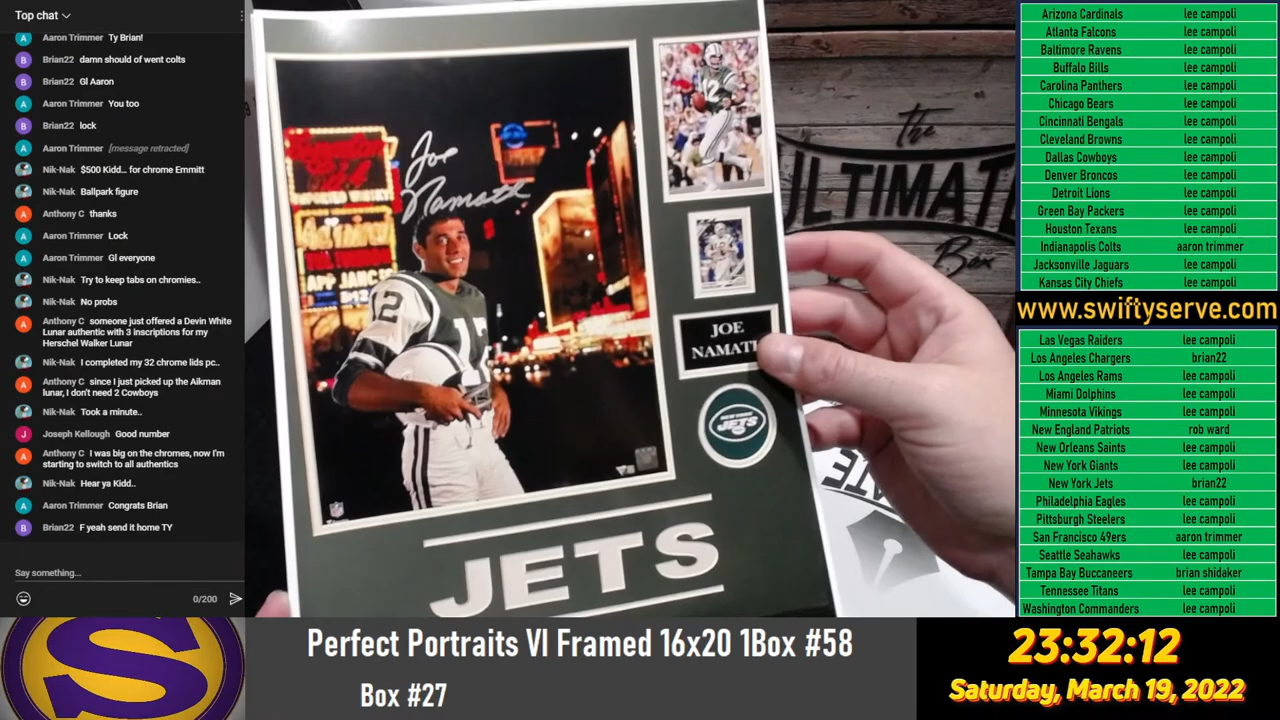 Top chat
Aaron Trimmer Ty Brian!
Brian22 damn should of went colts
Brian22 Gl Aaron
Aaron Trimmer You too
Brian22 lock
Aaron Trimmer [message retracted]
Nik-Nak $500 Kidd... for chrome Emmitt
Nik-Nak Ballpark figure
Anthony C thanks
Aaron Trimmer Lock
Aaron Trimmer Gl everyone
Nik-Nak Try to keep tabs on chromies..
Nik-Nak No probs
Anthony C someone just offered a Devin White
Lunar authentic with 3 inscriptions for my
Herschel Walker Lunar
Nik-Nak I completed my 32 chrome lids pc..
Anthony C since I just picked up the Aikman
lunar, I don't need 2 Cowboys
Nik-Nak Took a minute..
Joseph Kellough Good number
Anthony C I was big on the chromes, now I'm
starting to switch to all authentics
Nik-Nak Hear ya Kidd..
Aaron Trimmer Congrats Brian
Brian22 F yeah send it home TY
Say something...
0/200
Joe
Namath
12
12
12
JOE
NAMATH
NEW YORK
JETS
JETS
NFL
the
ULTIMATE
Box
Arizona Cardinals lee campoli
Atlanta Falcons lee campoli
Baltimore Ravens lee campoli
Buffalo Bills lee campoli
Carolina Panthers lee campoli
Chicago Bears lee campoli
Cincinnati Bengals lee campoli
Cleveland Browns lee campoli
Dallas Cowboys lee campoli
Denver Broncos lee campoli
Detroit Lions lee campoli
Green Bay Packers lee campoli
Houston Texans lee campoli
Indianapolis Colts aaron trimmer
Jacksonville Jaguars lee campoli
Kansas City Chiefs lee campoli
www.swiftyserve.com
Las Vegas Raiders lee campoli
Los Angeles Chargers brian22
Los Angeles Rams lee campoli
Miami Dolphins lee campoli
Minnesota Vikings lee campoli
New England Patriots rob ward
New Orleans Saints lee campoli
New York Giants lee campoli
New York Jets brian22
Philadelphia Eagles lee campoli
Pittsburgh Steelers lee campoli
San Francisco 49ers aaron trimmer
Seattle Seahawks lee campoli
Tampa Bay Buccaneers brian shidaker
Tennessee Titans lee campoli
Washington Commanders lee campoli
S
Perfect Portraits VI Framed 16x20 1Box #58
Box #27
23:32:12
Saturday, March 19, 2022